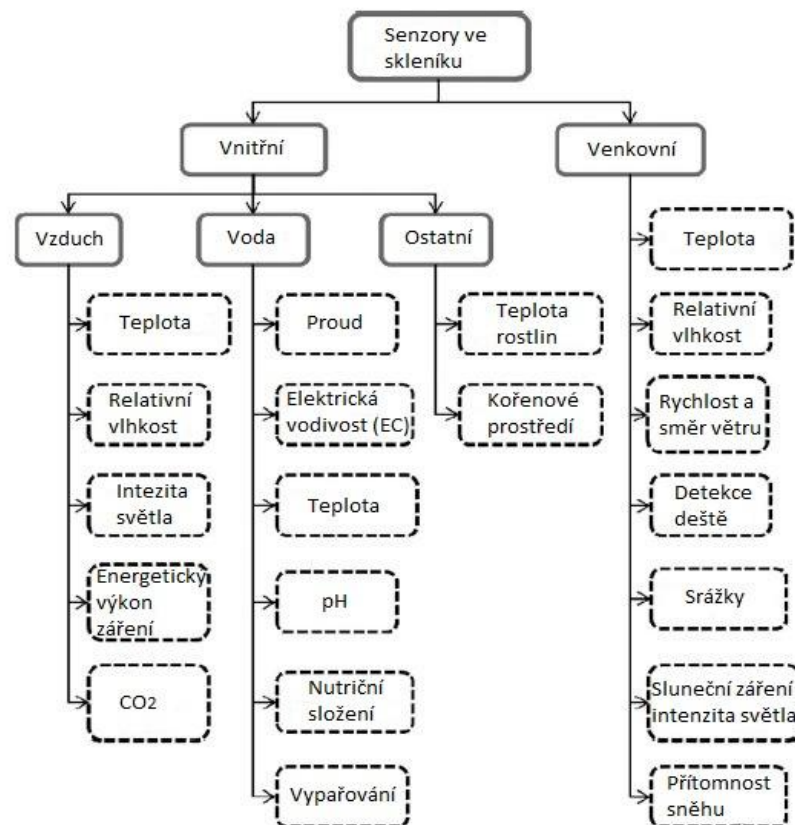 Senzory ve
skleníku
Vnitřní
Venkovní
Vzduch
Voda
Ostatní
Teplota
Relativní
vlhkost
Intezita
světla
Energetický
výkon
záření
CO2
Proud
Elektrická
vodivost (EC)
Teplota
pH
Nutriční
složení
Vypařování
Teplota
rostlin
Kořenové
prostředí
Teplota
Relativní
vlhkost
Rychlost a
směr větru
Detekce
deště
Srážky
Sluneční záření
intenzita světla
Přítomnost
sněhu